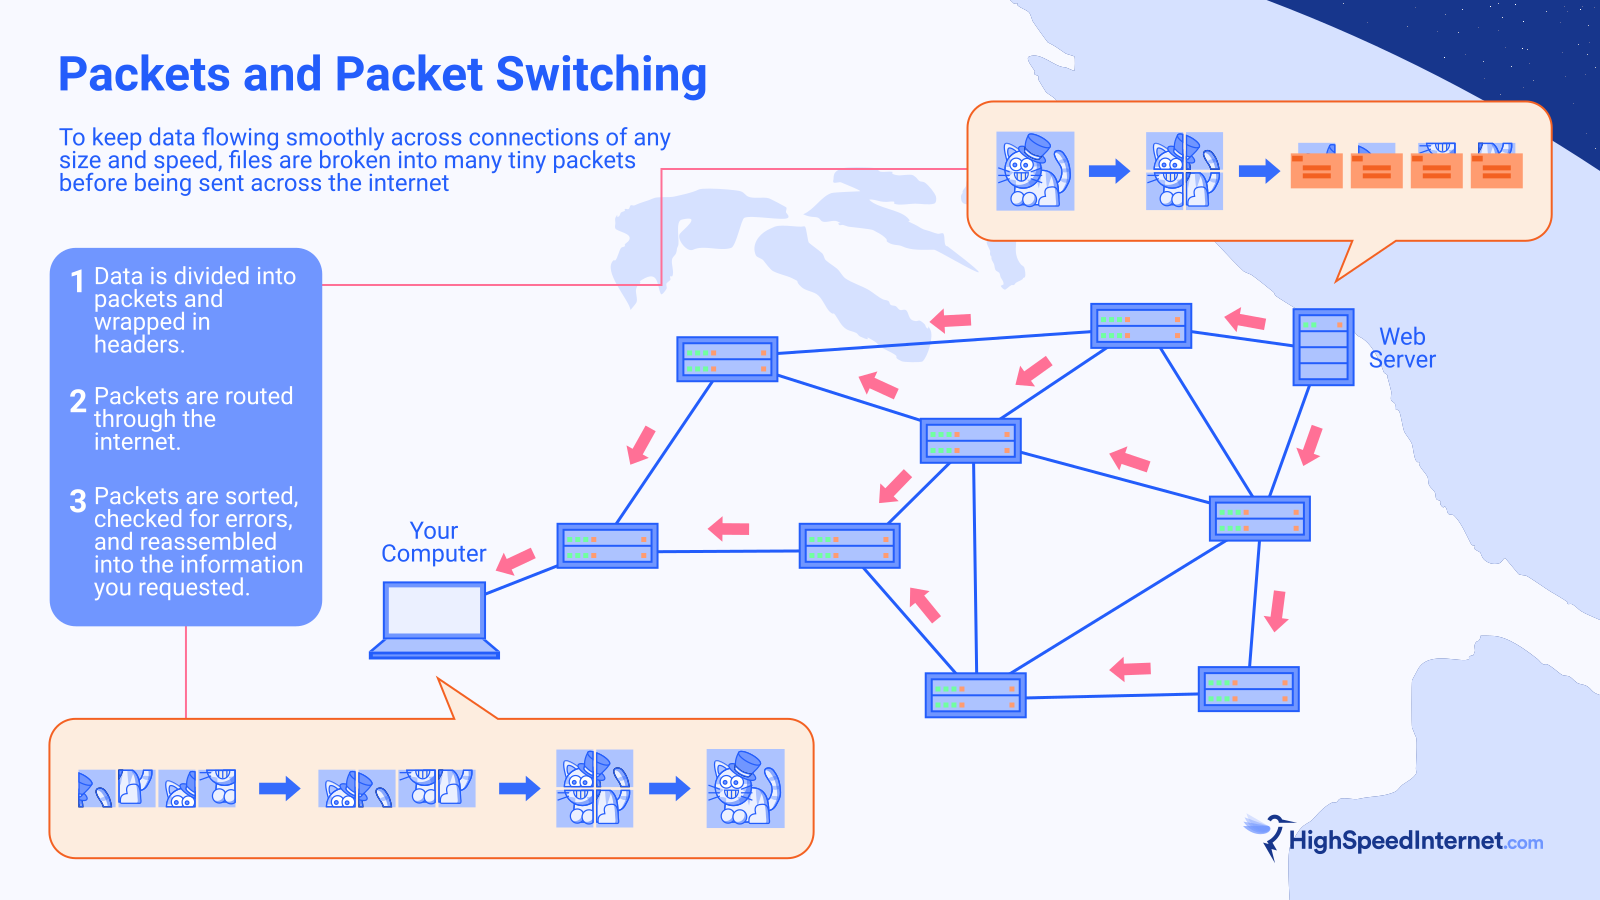 Packets and Packet Switching
To keep data flowing smoothly across connections of any
size and speed, files are broken into many tiny packets
before being sent across the internet
1 Data is divided into
packets and
wrapped in
headers.
2 Packets are routed
through the
internet.
3 Packets are sorted,
checked for errors,
and reassembled
into the information
you requested.
Web
Server
Your
Computer
HighSpeedInternet.com